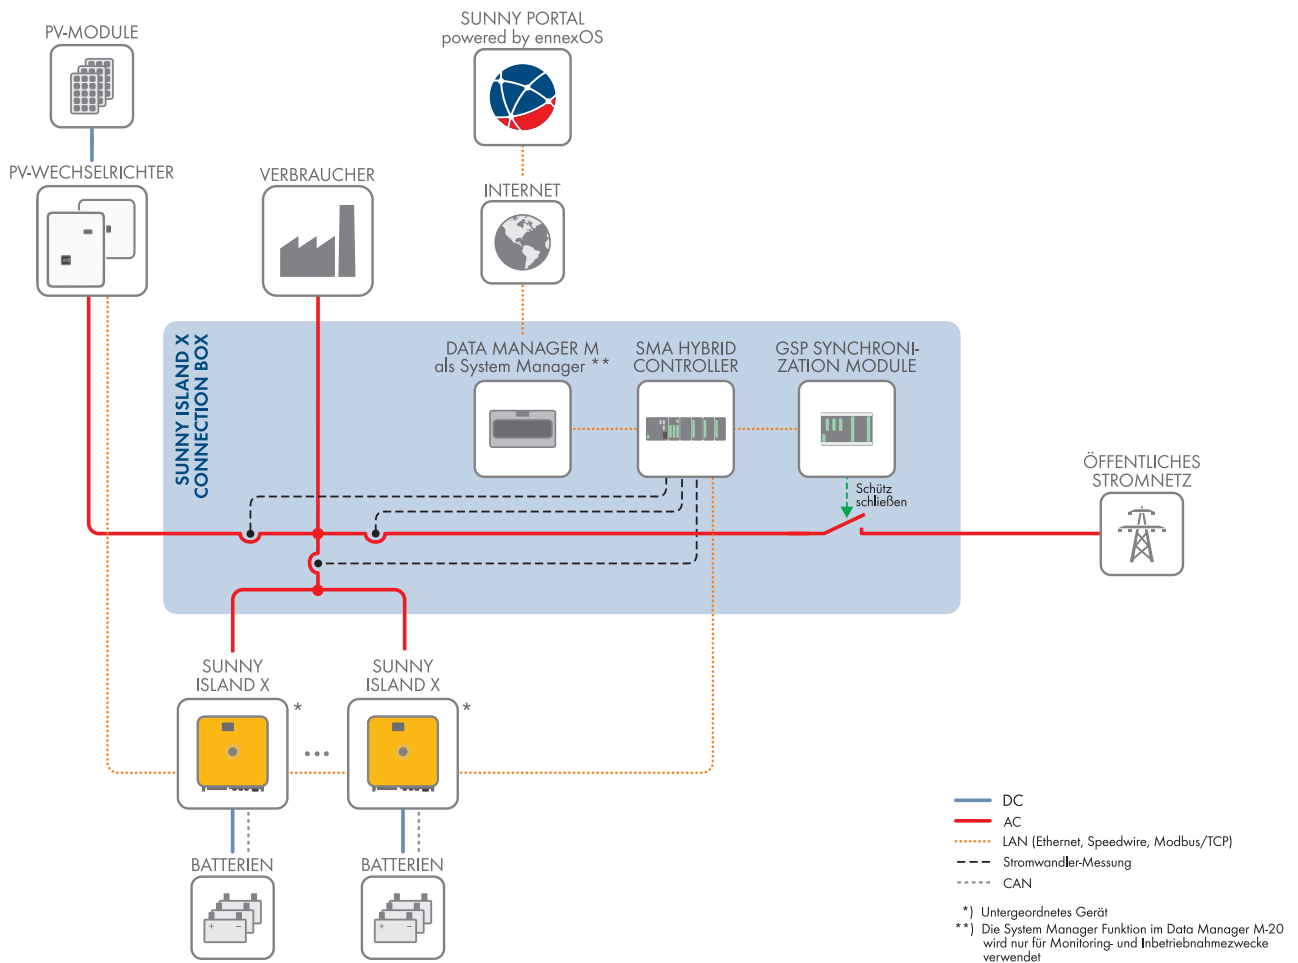 PV-MODULE
SUNNY PORTAL
powered by ennexOS
PV-WECHSELRICHTER
VERBRAUCHER
INTERNET
SUNNY ISLAND X
CONNECTION BOX
DATA MANAGER M
als System Manager **
SMA HYBRID
CONTROLLER
GSP SYNCHRONI-
ZATION MODULE
Schütz
schließen
ÖFFENTLICHES
STROMNETZ
SUNNY
ISLAND X
*
SUNNY
ISLAND X
*
BATTERIEN
BATTERIEN
DC
AC
LAN (Ethernet, Speedwire, Modbus/TCP)
Stromwandler-Messung
CAN
*) Untergeordnetes Gerät
**) Die System Manager Funktion im Data Manager M-20
wird nur für Monitoring- und Inbetriebnahmezwecke
verwendet